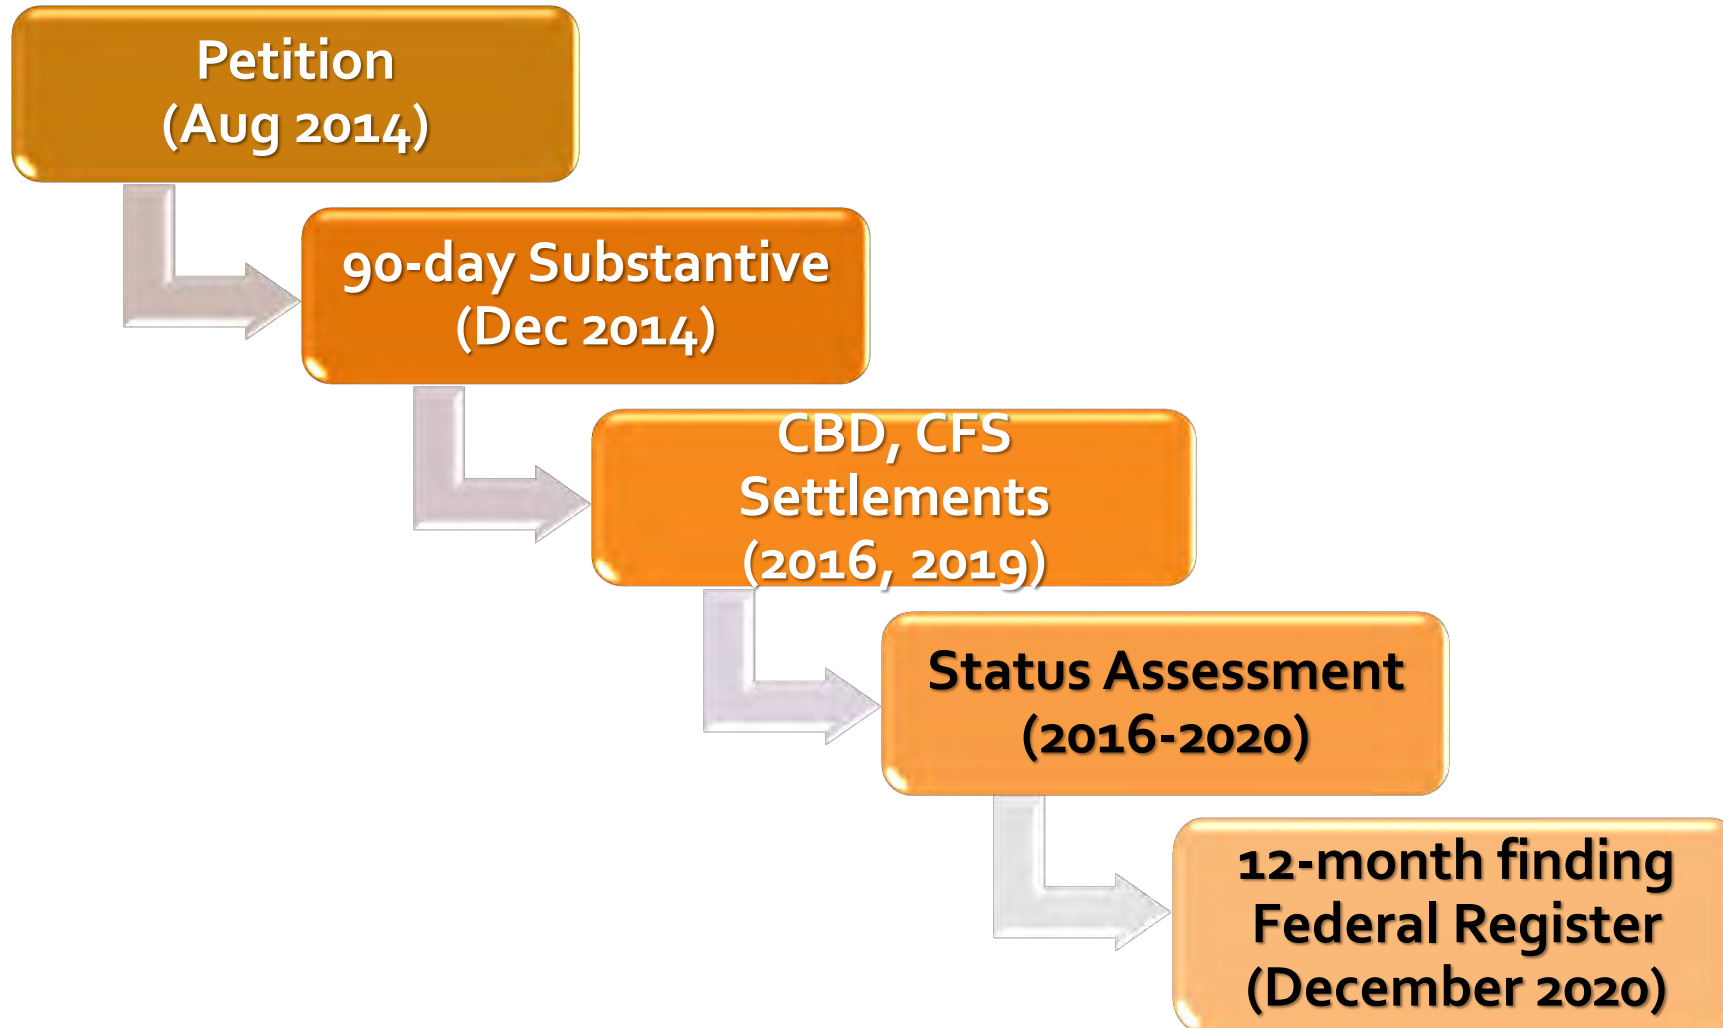 Petition
(Aug 2014)
90-day Substantive
(Dec 2014)
CBD, CFS
Settlements
(2016, 2019)
Status Assessment
(2016-2020)
12-month finding
Federal Register
(December 2020)